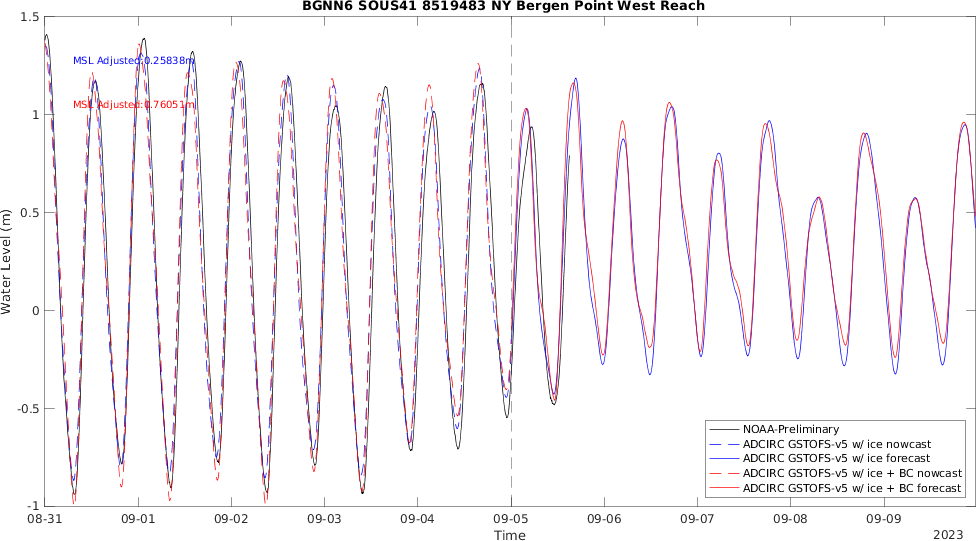 BGNN6 SOUS41 8519483 NY Bergen Point West Reach
1.5
1
0.5
0
-0.5
-1
Water Level (m)
MSL Adjusted:0.25838m
MSL Adjusted:0.76051m
NOAA-Preliminary
ADCIRC GSTOFS-v5 w/ ice nowcast
ADCIRC GSTOFS-v5 w/ ice forecast
ADCIRC GSTOFS-v5 w/ ice + BC nowcast
ADCIRC GSTOFS-v5 w/ ice + BC forecast
08-31 09-01 09-02 09-03 09-04 09-05 09-06 09-07 09-08 09-09
Time
2023